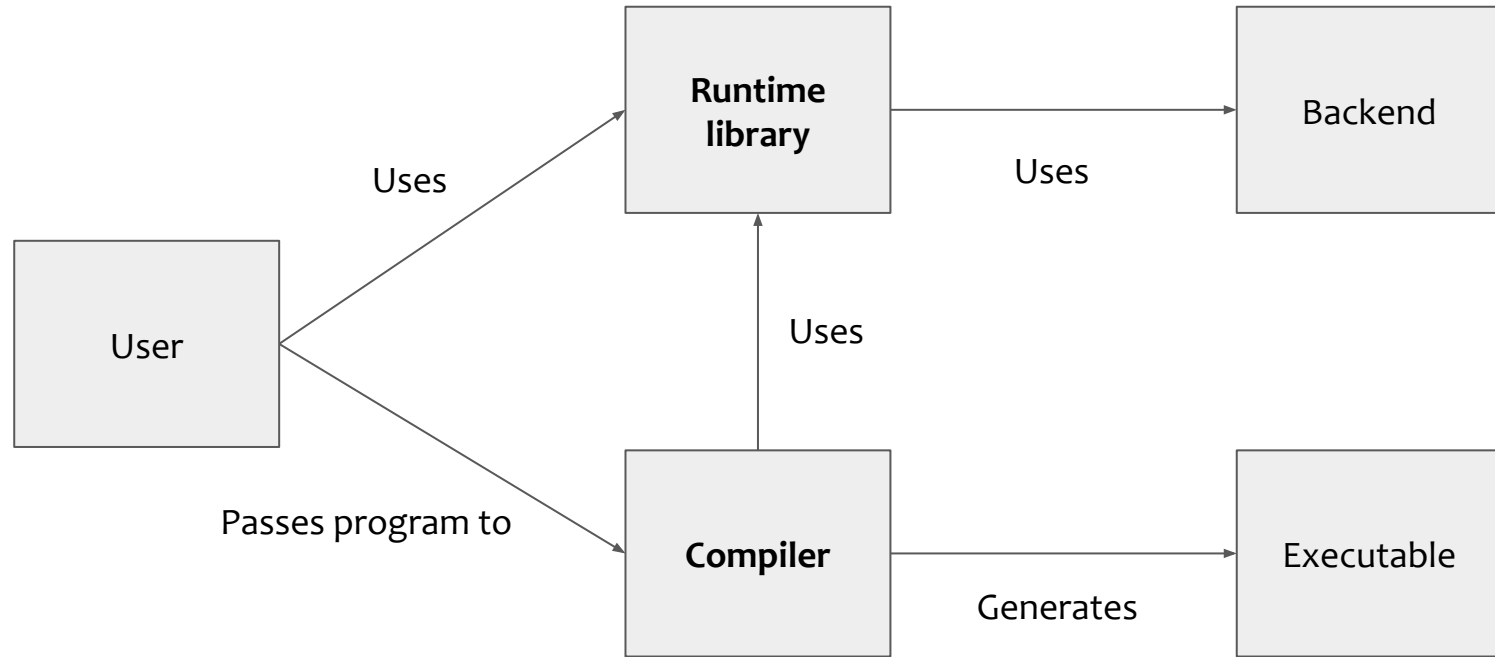 Runtime
library
Backend
Uses
Uses
User
Uses
Passes program to
Compiler
Executable
Generates